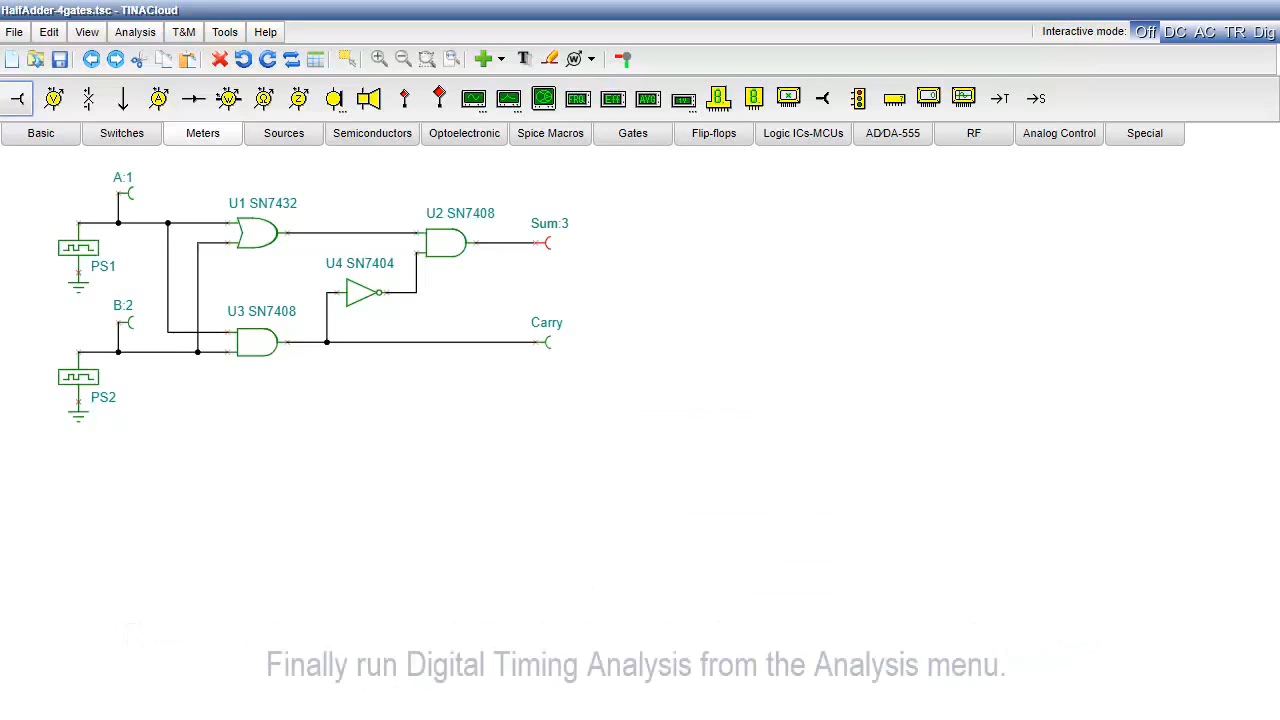 HalfAdder-4gates.tsc - TINACloud
File Edit View Analysis T&M Tools Help Interactive mode: Off DC AC TR Dig
Basic Switches Meters Sources Semiconductors Optoelectronic Spice Macros Gates Flip-flops Logic ICs-MCUs AD/DA-555 RF Analog Control Special
A:1
U1 SN7432
U2 SN7408
Sum:3
PS1
U4 SN7404
B:2
U3 SN7408
Carry
PS2
Finally run Digital Timing Analysis from the Analysis menu.